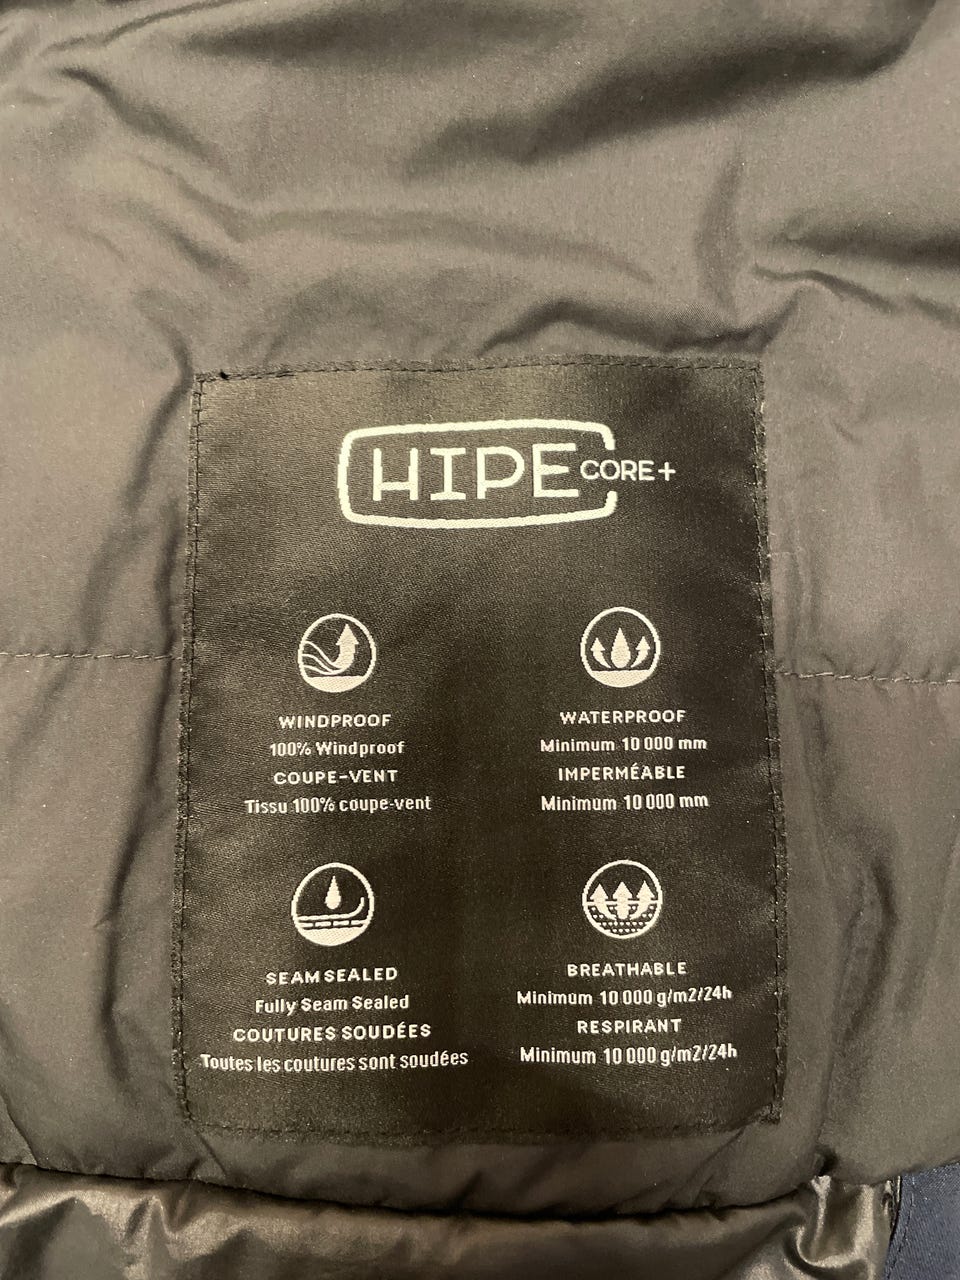 HIPE CORE+
WINDPROOF
100% Windproof
COUPE-VENT
Tissu 100% coupe-vent
WATERPROOF
Minimum 10 000 mm
IMPERMÉABLE
Minimum 10 000 mm
SEAM SEALED
Fully Seam Sealed
COUTURES SOUDÉES
Toutes les coutures sont soudées
BREATHABLE
Minimum 10 000 g/m2/24h
RESPIRANT
Minimum 10 000 g/m2/24h